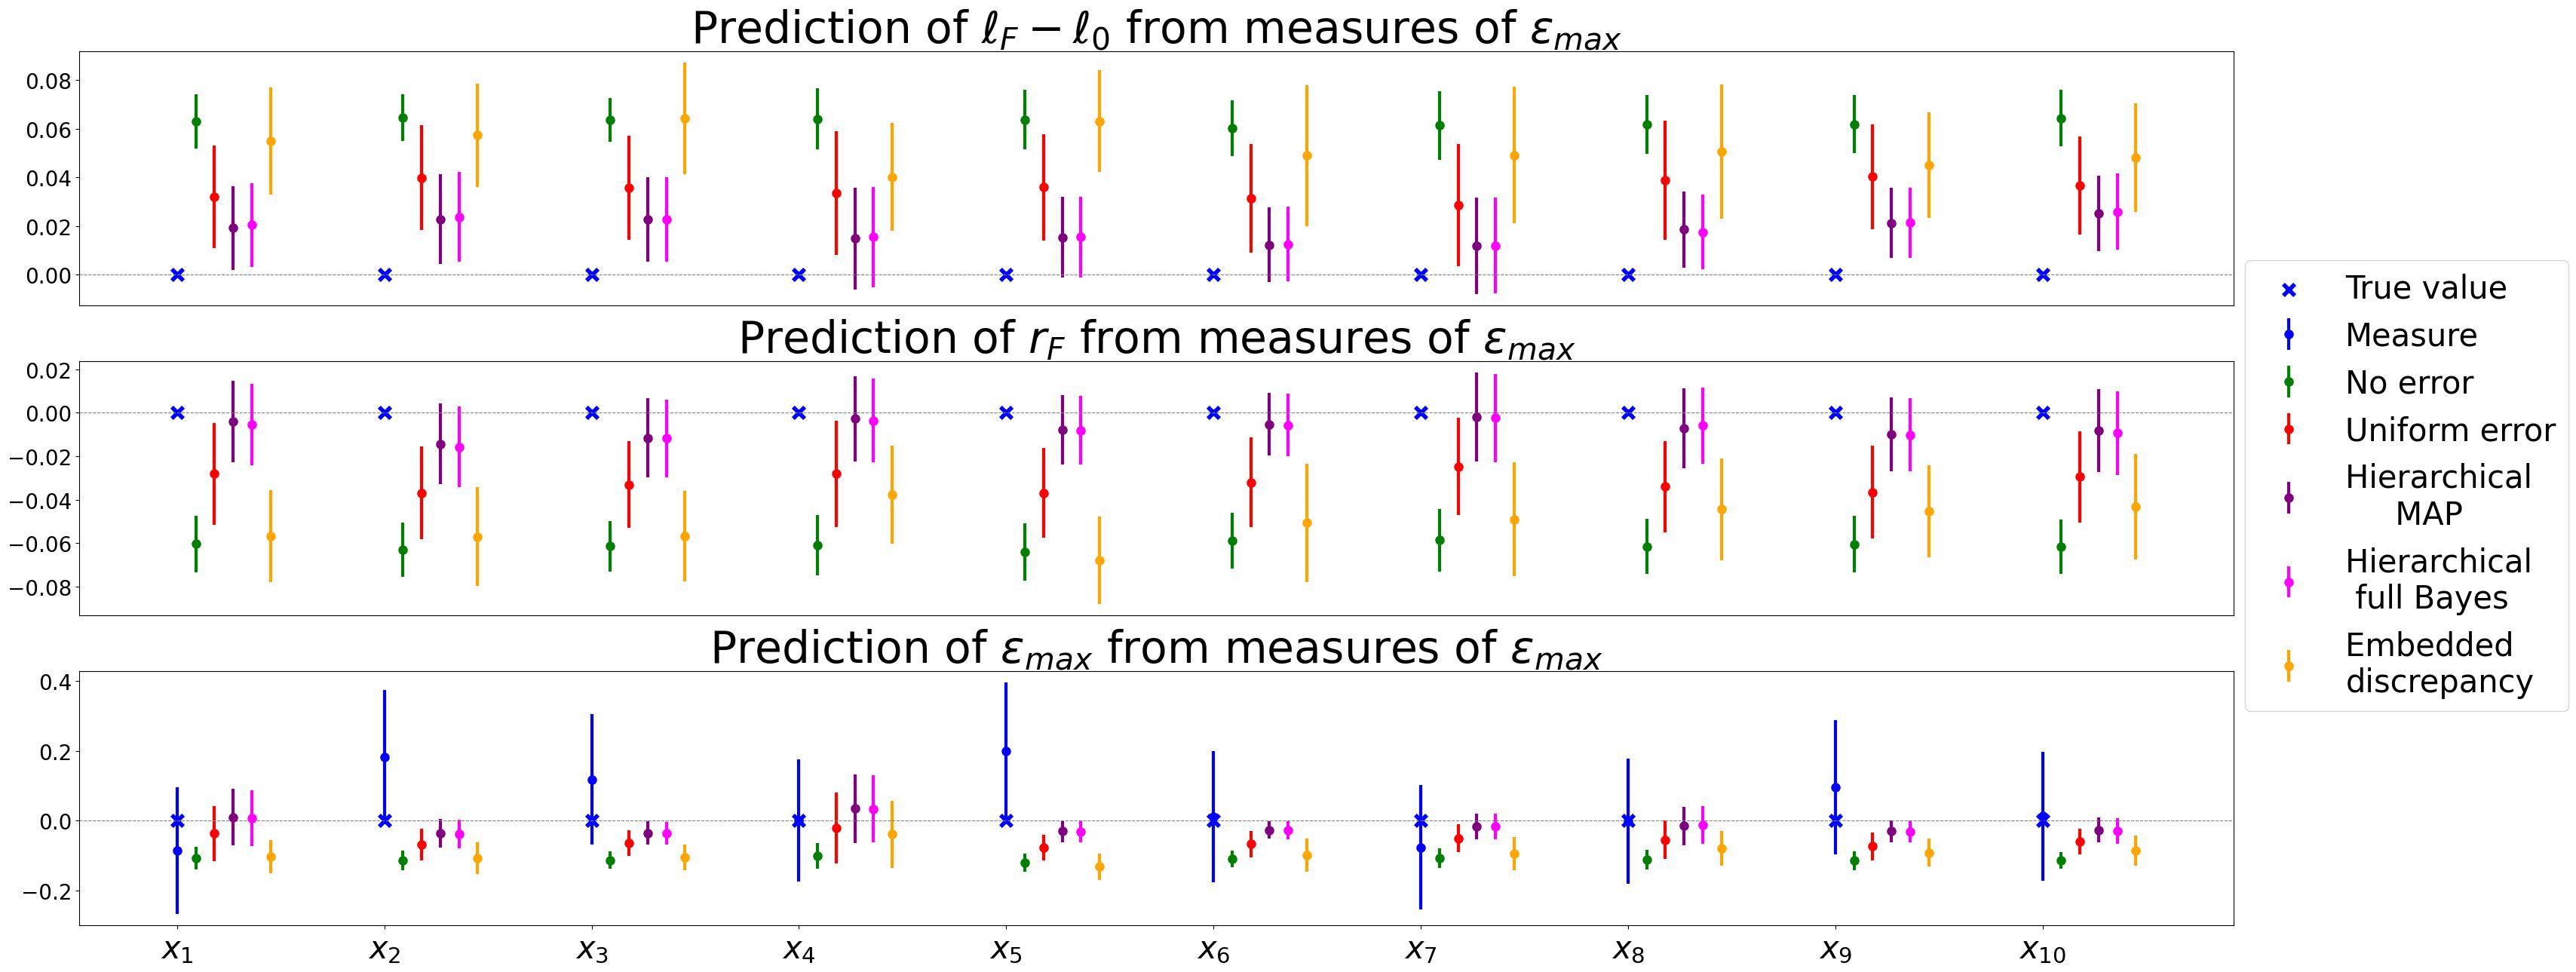 Prediction of ℓ_F − ℓ_0 from measures of ε_max
0.08
0.06
0.04
0.02
0.00
Prediction of r_F from measures of ε_max
0.02
0.00
−0.02
−0.04
−0.06
−0.08
Prediction of ε_max from measures of ε_max
0.4
0.2
0.0
−0.2
x_1 x_2 x_3 x_4 x_5 x_6 x_7 x_8 x_9 x_10
True value
Measure
No error
Uniform error
Hierarchical
MAP
Hierarchical
full Bayes
Embedded
discrepancy